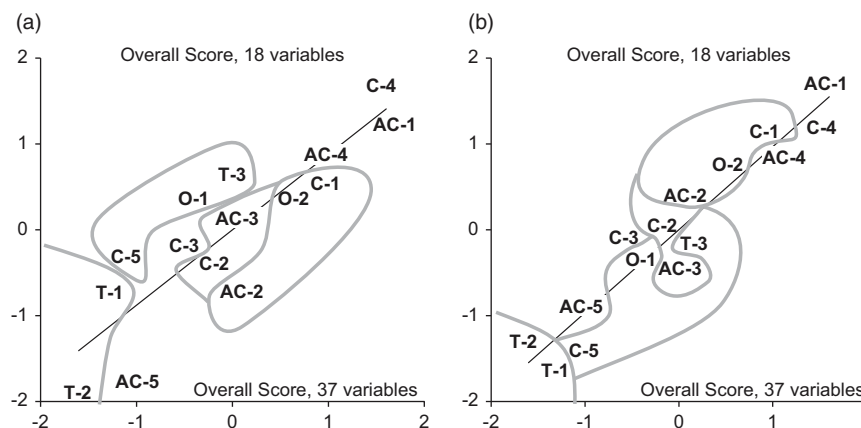 (a)
Overall Score, 18 variables
2
1
0
-1
-2
C-4
AC-1
AC-4
T-3
C-1
O-1
O-2
AC-3
C-3
C-5
C-2
T-1
AC-2
T-2
AC-5
Overall Score, 37 variables
-2
-1
0
1
2
(b)
Overall Score, 18 variables
2
1
0
-1
-2
AC-1
C-1
C-4
O-2
AC-4
AC-2
C-2
C-3
T-3
O-1
AC-3
AC-5
T-2
C-5
T-1
Overall Score, 37 variables
-2
-1
0
1